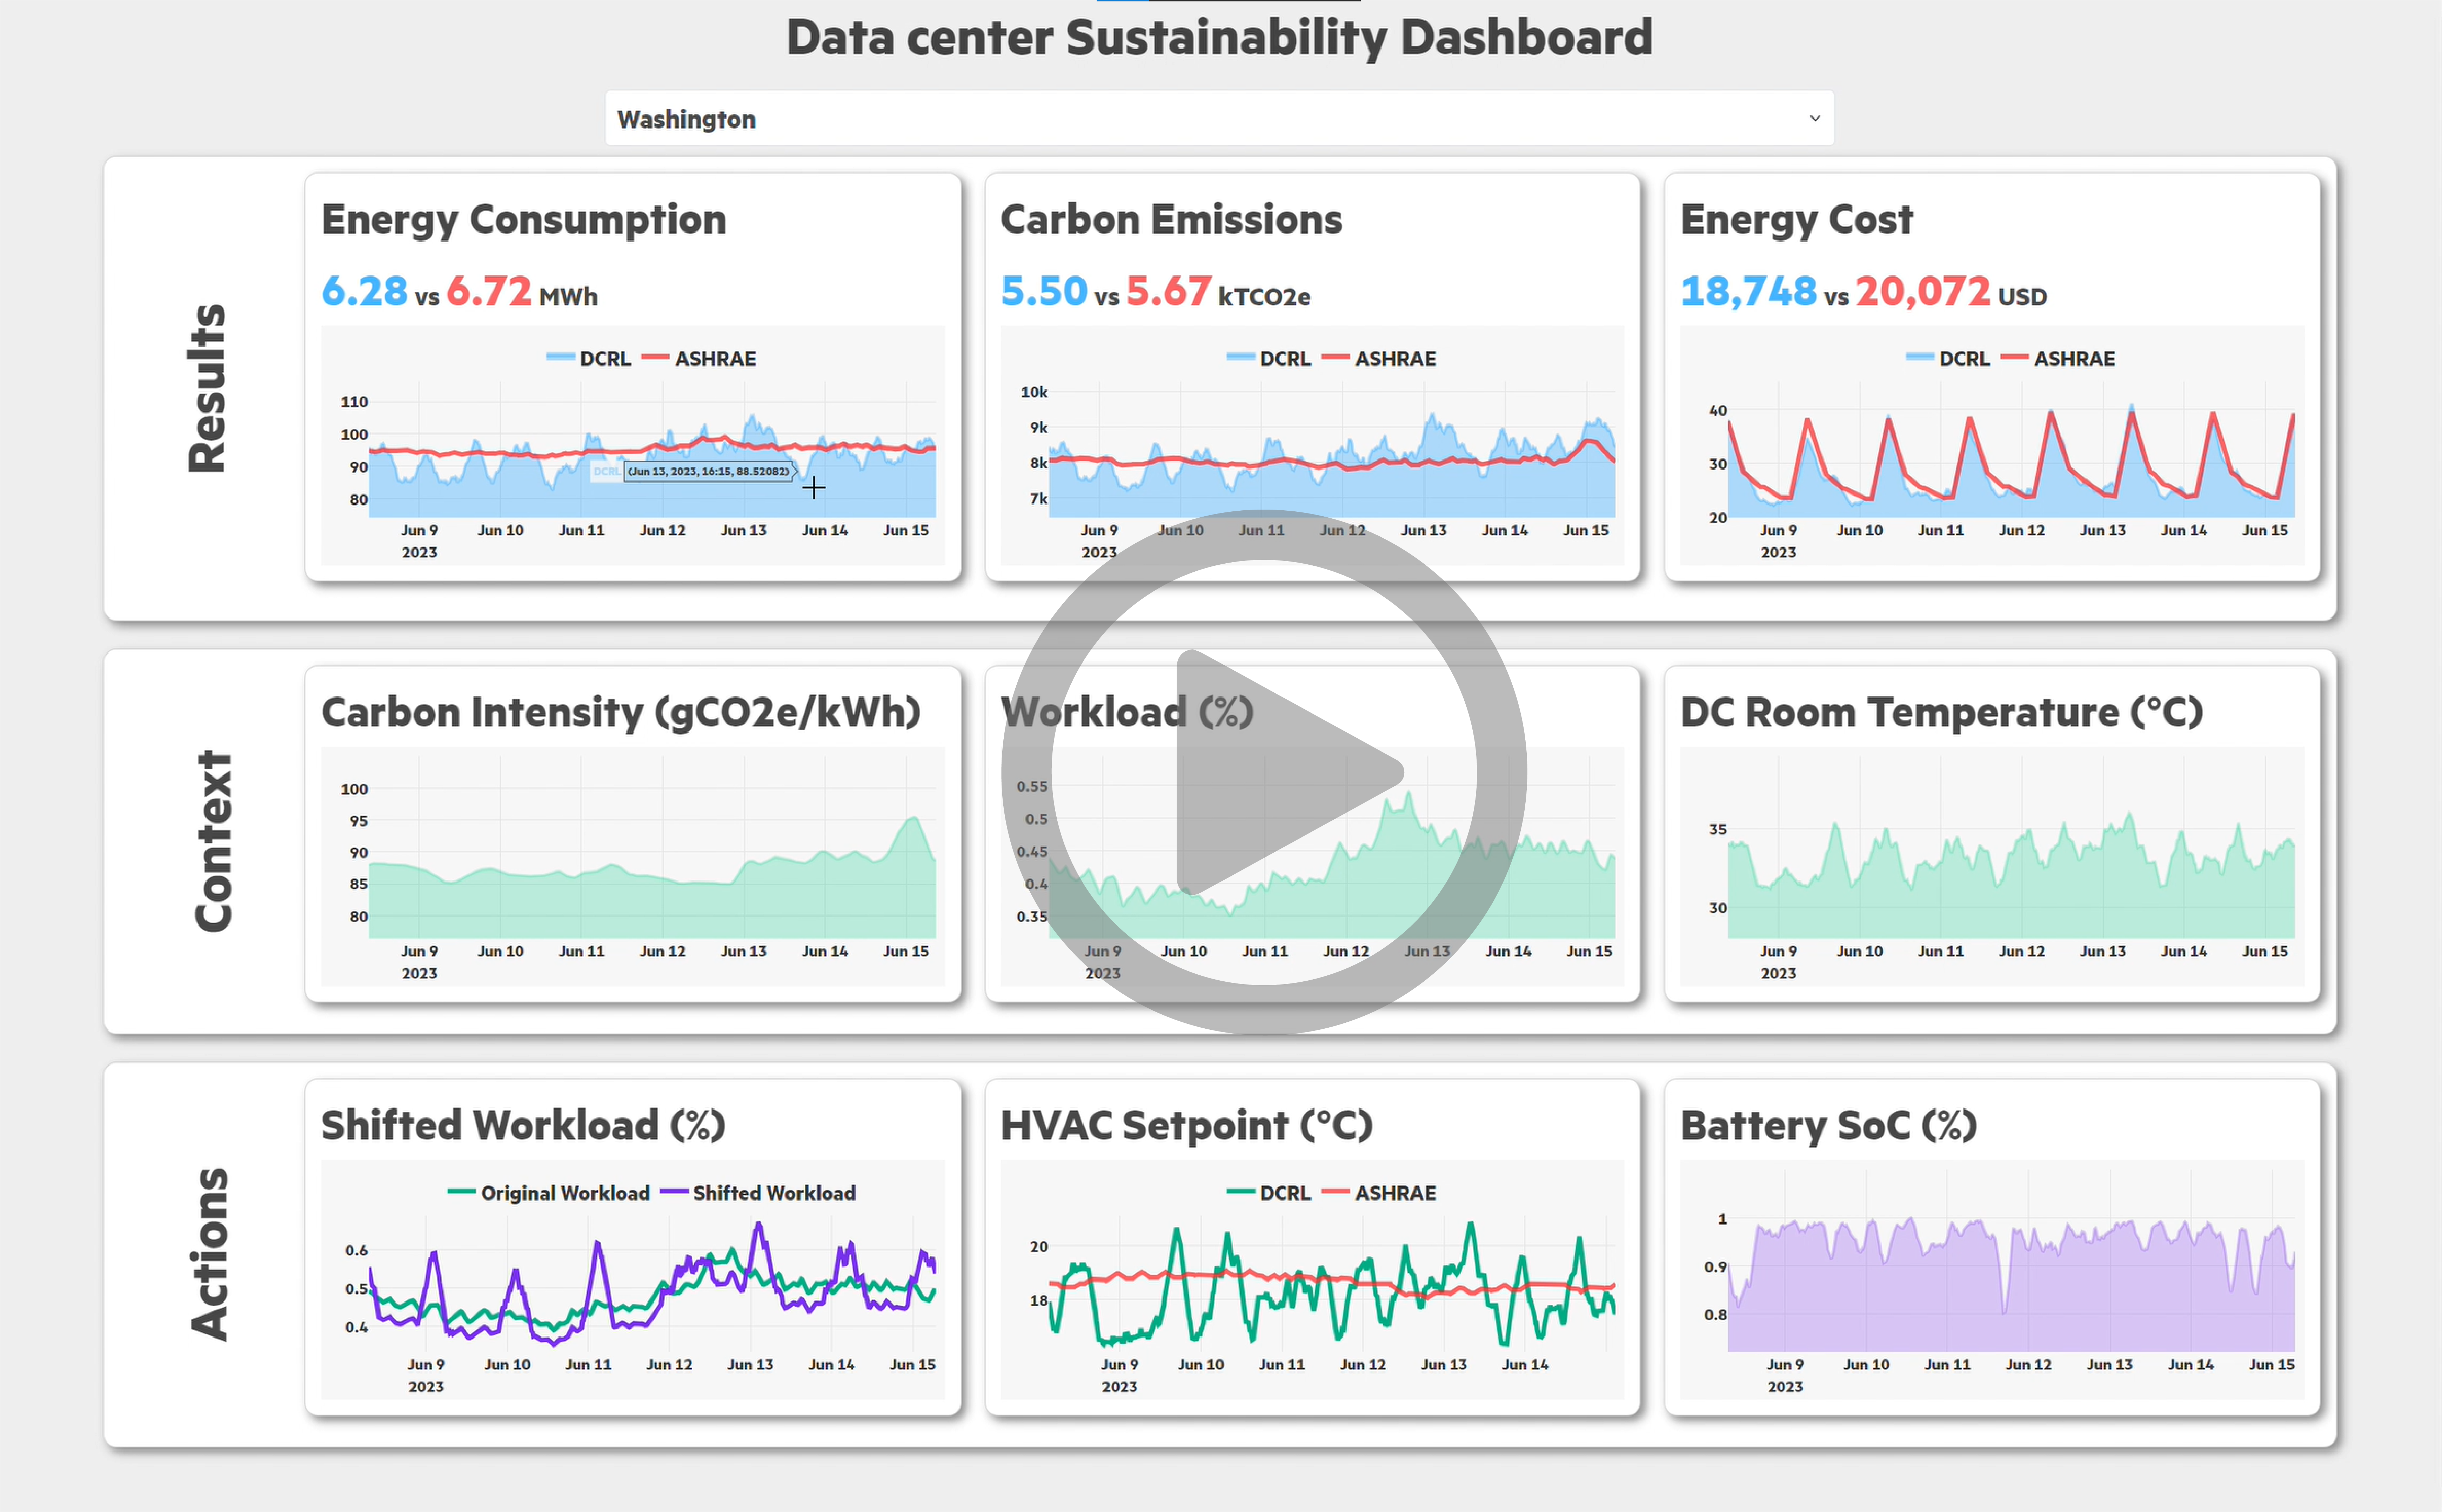 Data center Sustainability Dashboard
Washington
Results
Energy Consumption
6.28 vs 6.72 MWh
DCRL ASHRAE
110
100
90
80
DCRL (Jun 13, 2023, 16:15, 88.52082)
Jun 9 Jun 10 Jun 11 Jun 12 Jun 13 Jun 14 Jun 15
2023
Carbon Emissions
5.50 vs 5.67 kTCO2e
DCRL ASHRAE
10k
9k
8k
7k
Jun 9 Jun 10 Jun 11 Jun 12 Jun 13 Jun 14 Jun 15
2023
Energy Cost
18,748 vs 20,072 USD
DCRL ASHRAE
40
30
20
Jun 9 Jun 10 Jun 11 Jun 12 Jun 13 Jun 14 Jun 15
2023
Context
Carbon Intensity (gCO2e/kWh)
100
95
90
85
80
Jun 9 Jun 10 Jun 11 Jun 12 Jun 13 Jun 14 Jun 15
2023
Workload (%)
0.55
0.5
0.45
0.4
0.35
Jun 9 Jun 10 Jun 11 Jun 12 Jun 13 Jun 14 Jun 15
2023
DC Room Temperature (°C)
35
30
Jun 9 Jun 10 Jun 11 Jun 12 Jun 13 Jun 14 Jun 15
2023
Actions
Shifted Workload (%)
Original Workload Shifted Workload
0.6
0.5
0.4
Jun 9 Jun 10 Jun 11 Jun 12 Jun 13 Jun 14 Jun 15
2023
HVAC Setpoint (°C)
DCRL ASHRAE
20
18
Jun 9 Jun 10 Jun 11 Jun 12 Jun 13 Jun 14
2023
Battery SoC (%)
1
0.9
0.8
Jun 9 Jun 10 Jun 11 Jun 12 Jun 13 Jun 14 Jun 15
2023